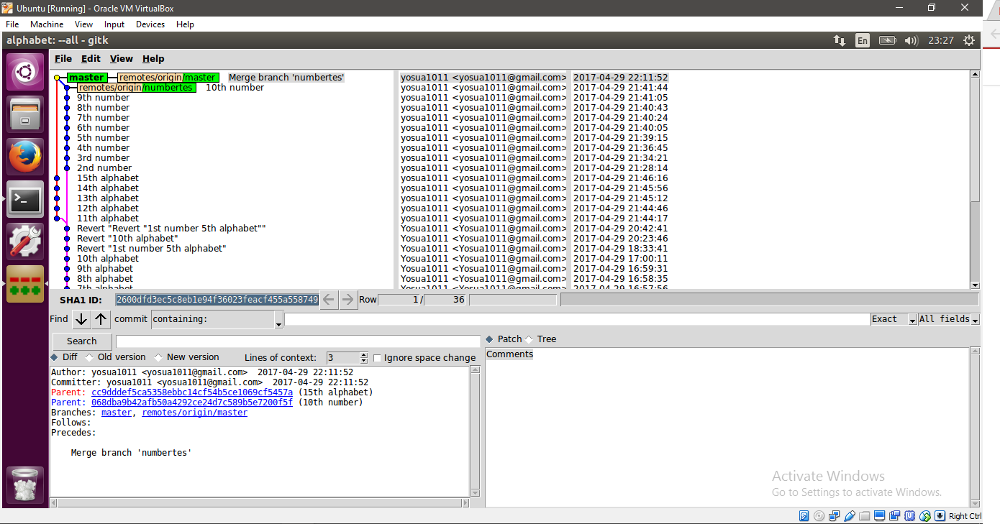 Ubuntu [Running] - Oracle VM VirtualBox
File Machine View Input Devices Help
alphabet: --all - gitk En 23:27
File Edit View Help
master remotes/origin/master Merge branch 'numbertes' yosua1011 <yosua1011@gmail.com> 2017-04-29 22:11:52
remotes/origin/numbertes 10th number yosua1011 <yosua1011@gmail.com> 2017-04-29 21:41:44
9th number yosua1011 <yosua1011@gmail.com> 2017-04-29 21:41:05
8th number yosua1011 <yosua1011@gmail.com> 2017-04-29 21:40:43
7th number yosua1011 <yosua1011@gmail.com> 2017-04-29 21:40:24
6th number yosua1011 <yosua1011@gmail.com> 2017-04-29 21:40:05
5th number yosua1011 <yosua1011@gmail.com> 2017-04-29 21:39:15
4th number yosua1011 <yosua1011@gmail.com> 2017-04-29 21:36:45
3rd number yosua1011 <yosua1011@gmail.com> 2017-04-29 21:34:21
2nd number yosua1011 <yosua1011@gmail.com> 2017-04-29 21:28:14
15th alphabet yosua1011 <yosua1011@gmail.com> 2017-04-29 21:46:16
14th alphabet yosua1011 <yosua1011@gmail.com> 2017-04-29 21:45:56
13th alphabet yosua1011 <yosua1011@gmail.com> 2017-04-29 21:45:12
12th alphabet yosua1011 <yosua1011@gmail.com> 2017-04-29 21:44:46
11th alphabet yosua1011 <yosua1011@gmail.com> 2017-04-29 21:44:17
Revert "Revert "1st number 5th alphabet"" Yosua1011 <Yosua1011@gmail.com> 2017-04-29 20:42:41
Revert "10th alphabet" Yosua1011 <Yosua1011@gmail.com> 2017-04-29 20:23:46
Revert "1st number 5th alphabet" Yosua1011 <Yosua1011@gmail.com> 2017-04-29 18:33:41
10th alphabet Yosua1011 <Yosua1011@gmail.com> 2017-04-29 17:00:11
9th alphabet Yosua1011 <Yosua1011@gmail.com> 2017-04-29 16:59:31
8th alphabet Yosua1011 <Yosua1011@gmail.com> 2017-04-29 16:58:35
7th alphabet Yosua1011 <Yosua1011@gmail.com> 2017-04-29 16:57:56
SHA1 ID: 2600dfd3ec5c8eb1e94f36023feacf455a558749 Row 1 / 36
Find commit containing: Exact All fields
Search Patch Tree
Diff Old version New version Lines of context: 3 Ignore space change
Comments
Author: yosua1011 <yosua1011@gmail.com> 2017-04-29 22:11:52
Committer: yosua1011 <yosua1011@gmail.com> 2017-04-29 22:11:52
Parent: cc9dddef5ca5358ebbc14cf54b5ce1069cf5457a (15th alphabet)
Parent: 068dba9b42afb50a4292ce24d7c589b5e7200f5f (10th number)
Branches: master, remotes/origin/master
Follows:
Precedes:
Merge branch 'numbertes'
Activate Windows
Go to Settings to activate Windows.
Right Ctrl